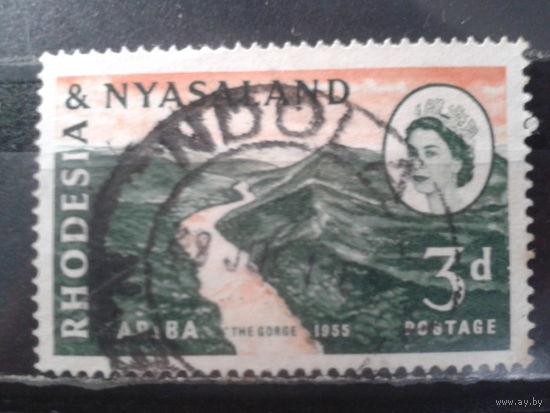 RHODESIA
& NYASALAND
NDO
3d
KARIBA "THE GORGE" 1955 POSTAGE
www.ay.by